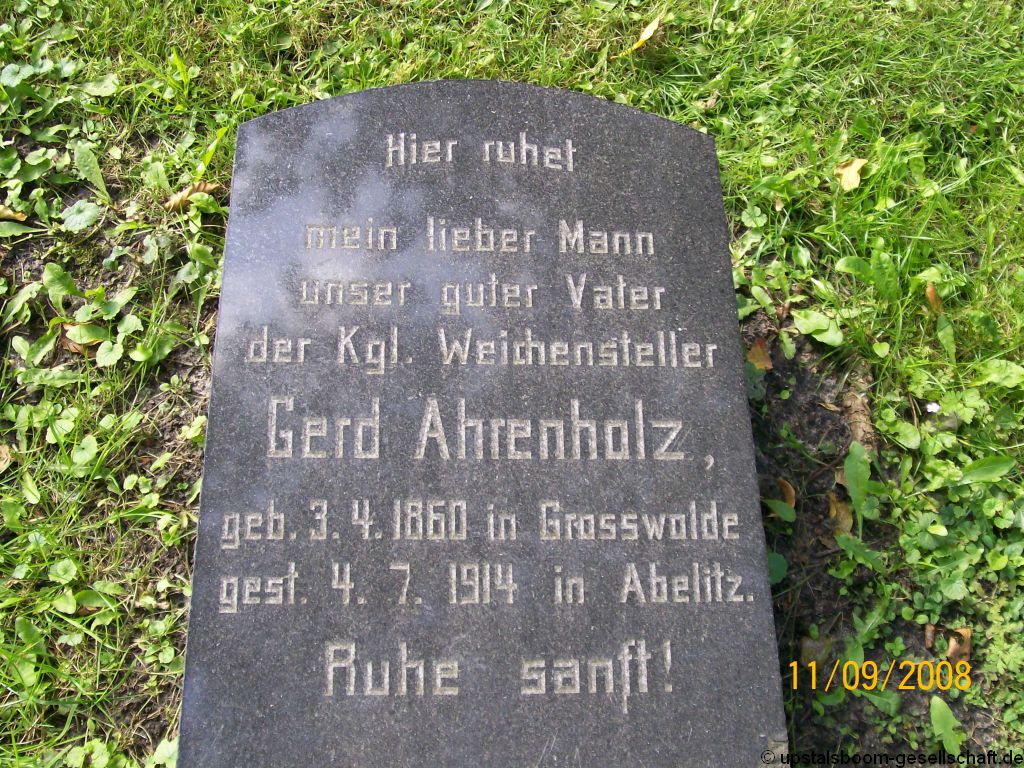 Hier ruhet
mein lieber Mann
unser guter Vater
der Kgl. Weichensteller
Gerd Ahrenholz,
geb. 3. 4. 1860 in Grosswolde
gest. 4. 7. 1914 in Abelitz.
Ruhe sanft!
11/09/2008
© upstalsboom-gesellschaft.de